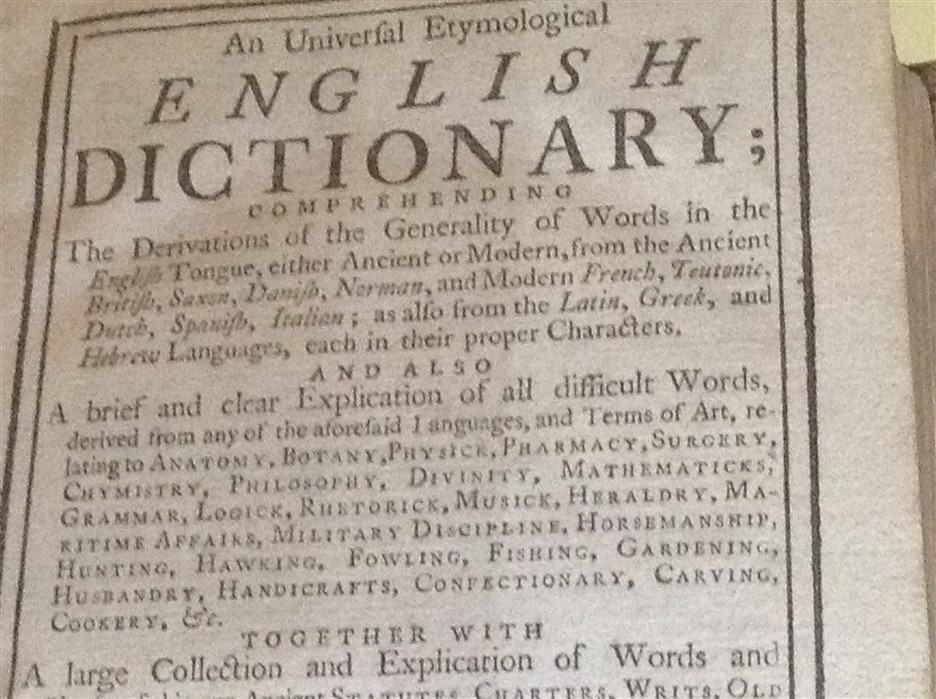 An Univerſal Etymological
ENGLISH
DICTIONARY;
COMPREHENDING
The Derivations of the Generality of Words in the
Engliſh Tongue, either Ancient or Modern, from the Ancient
Britiſh, Saxon, Daniſh, Norman, and Modern French, Teutonic,
Dutch, Spaniſh, Italian; as alſo from the Latin, Greek, and
Hebrew Languages, each in their proper Characters.
AND ALSO
A brief and clear Explication of all difficult Words,
derived from any of the aforeſaid Languages, and Terms of Art, re-
lating to ANATOMY, BOTANY, PHYSICK, PHARMACY, SURGERY,
CHYMISTRY, PHILOSOPHY, DIVINITY, MATHEMATICKS,
GRAMMAR, LOGICK, RHETORICK, MUSICK, HERALDRY, MA-
RITIME AFFAIRS, MILITARY DISCIPLINE, HORSEMANSHIP,
HUNTING, HAWKING, FOWLING, FISHING, GARDENING,
HUSBANDRY, HANDICRAFTS, CONFECTIONARY, CARVING,
COOKERY, &c.
TOGETHER WITH
A large Collection and Explication of Words and
Ancient STATUTES, CHARTERS, WRITS, OLD